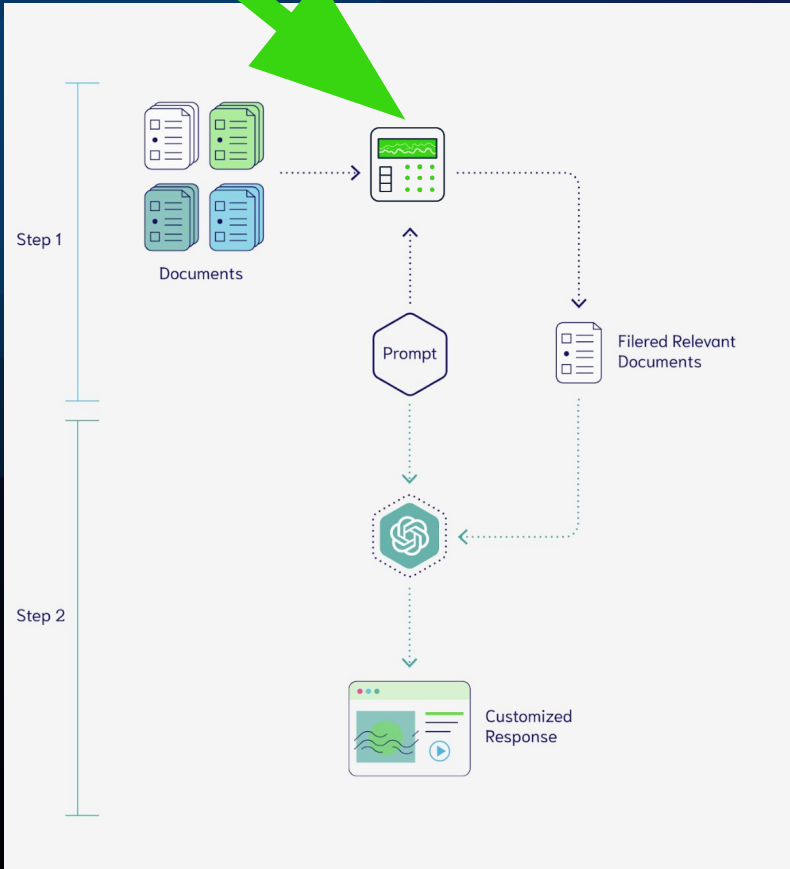 Step 1
Documents
Prompt
Filered Relevant
Documents
Step 2
Customized
Response